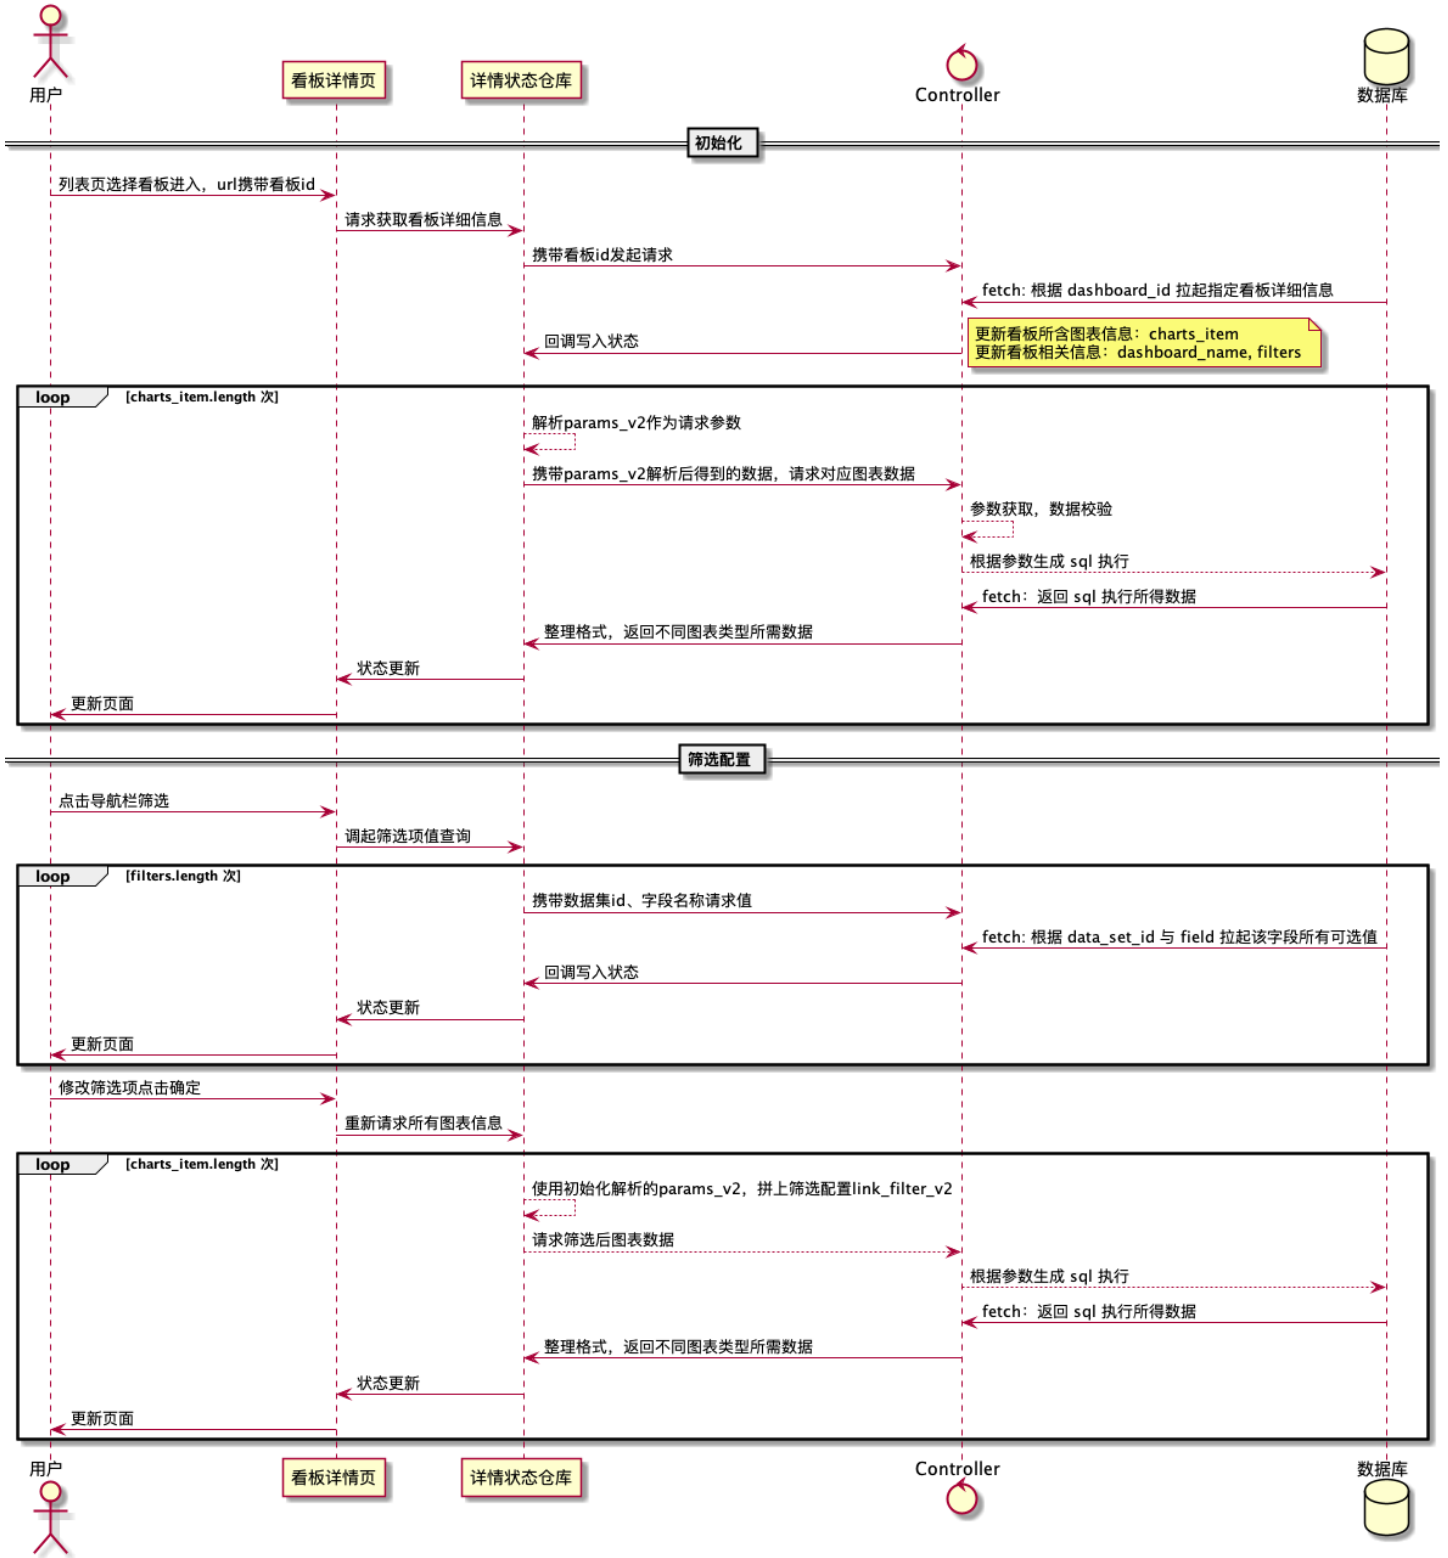 用户
看板详情页
详情状态仓库
Controller
数据库
初始化
列表页选择看板进入，url携带看板id
请求获取看板详细信息
携带看板id发起请求
fetch: 根据 dashboard_id 拉起指定看板详细信息
回调写入状态
更新看板所含图表信息：charts_item
更新看板相关信息：dashboard_name, filters
loop
[charts_item.length 次]
解析params_v2作为请求参数
携带params_v2解析后得到的数据，请求对应图表数据
参数获取，数据校验
根据参数生成 sql 执行
fetch：返回 sql 执行所得数据
整理格式，返回不同图表类型所需数据
状态更新
更新页面
筛选配置
点击导航栏筛选
调起筛选项值查询
loop
[filters.length 次]
携带数据集id、字段名称请求值
fetch: 根据 data_set_id 与 field 拉起该字段所有可选值
回调写入状态
状态更新
更新页面
修改筛选项点击确定
重新请求所有图表信息
loop
[charts_item.length 次]
使用初始化解析的params_v2，拼上筛选配置link_filter_v2
请求筛选后图表数据
根据参数生成 sql 执行
fetch：返回 sql 执行所得数据
整理格式，返回不同图表类型所需数据
状态更新
更新页面
用户
看板详情页
详情状态仓库
Controller
数据库